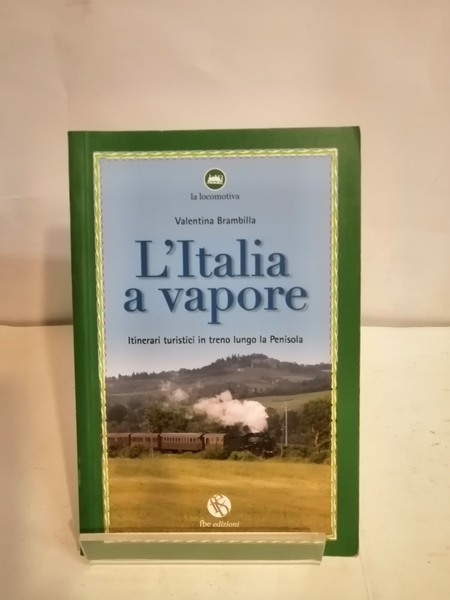 la locomotiva
Valentina Brambilla
L'Italia
a vapore
Itinerari turistici in treno lungo la Penisola
fbe edizioni